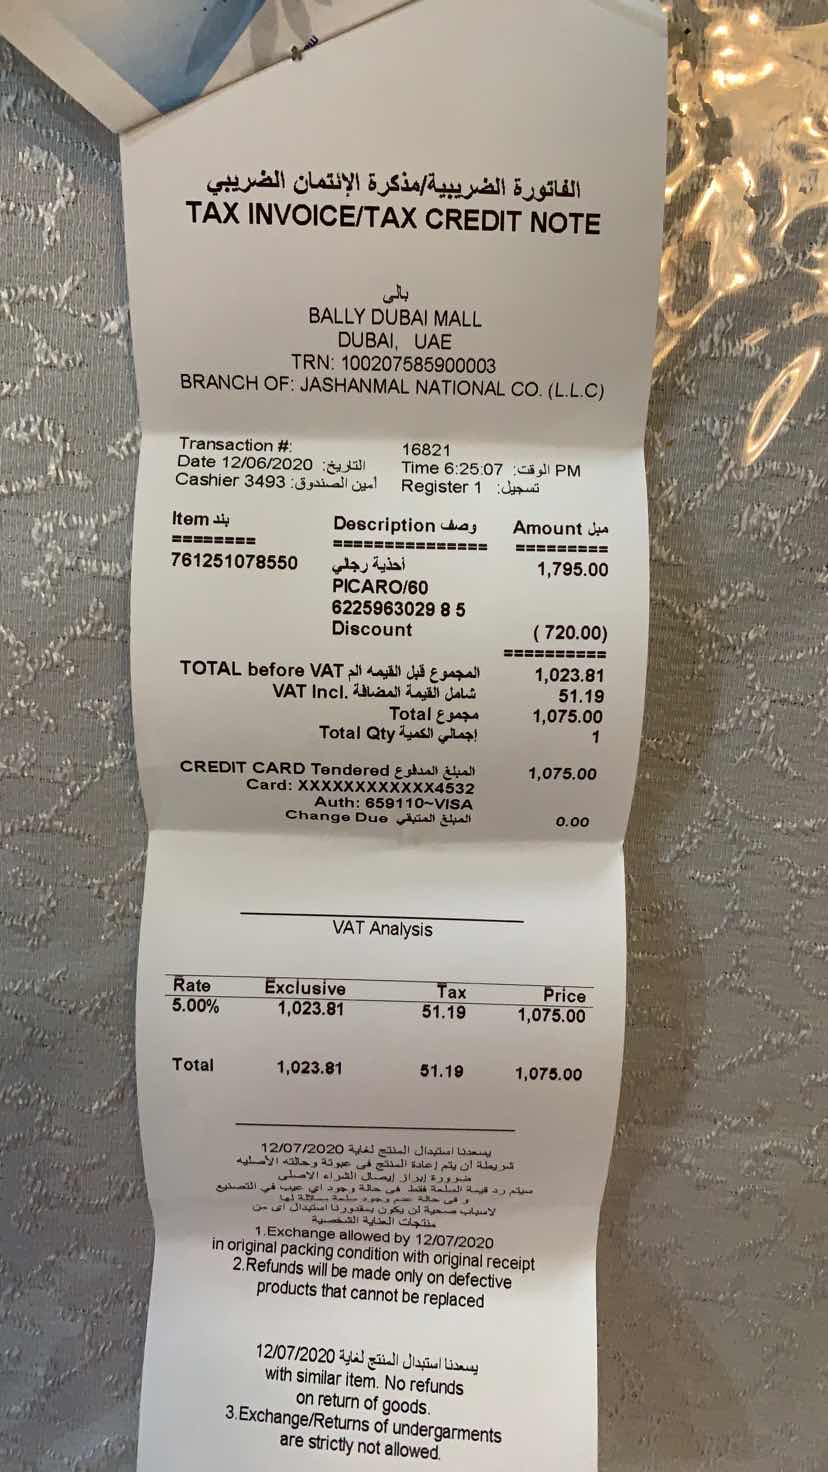 الفاتورة الضريبية/مذكرة الإئتمان الضريبي
TAX INVOICE/TAX CREDIT NOTE
بالى
BALLY DUBAI MALL
DUBAI, UAE
TRN: 100207585900003
BRANCH OF: JASHANMAL NATIONAL CO. (L.L.C)
Transaction #: 16821
Date 12/06/2020 :التاريخ Time 6:25:07 :الوقت PM
Cashier 3493 :أمين الصندوق Register 1 :تسجيل
Item بند Description وصف Amount مبل
======== =============== =========
761251078550 أحذية رجالي 1,795.00
PICARO/60
6225963029 8 5
Discount ( 720.00)
==========
TOTAL before VAT المجموع قبل القيمه الم 1,023.81
VAT Incl. شامل القيمة المضافة 51.19
Total مجموع 1,075.00
Total Qty إجمالي الكمية 1
CREDIT CARD Tendered المبلغ المدفوع 1,075.00
Card: XXXXXXXXXXXX4532
Auth: 659110~VISA
Change Due المبلغ المتبقي 0.00
VAT Analysis
Rate Exclusive Tax Price
5.00% 1,023.81 51.19 1,075.00
Total 1,023.81 51.19 1,075.00
يسعدنا استبدال المنتج لغاية 12/07/2020
شريطة أن يتم إعادة المنتج في عبوتة وحالته الأصليه
ضرورة إبراز إيصال الشراء الاصلى
سيتم رد قيمة السلعة فقط في حالة وجود اي عيب في التصنيع
و في حالة عدم وجود سلعة مماثلة لها
لاسباب صحية لن يكون بمقدورنا استبدال اى من
منتجات العناية الشخصية
1.Exchange allowed by 12/07/2020
in original packing condition with original receipt
2.Refunds will be made only on defective
products that cannot be replaced
يسعدنا استبدال المنتج لغاية 12/07/2020
with similar item. No refunds
on return of goods.
3.Exchange/Returns of undergarments
are strictly not allowed.